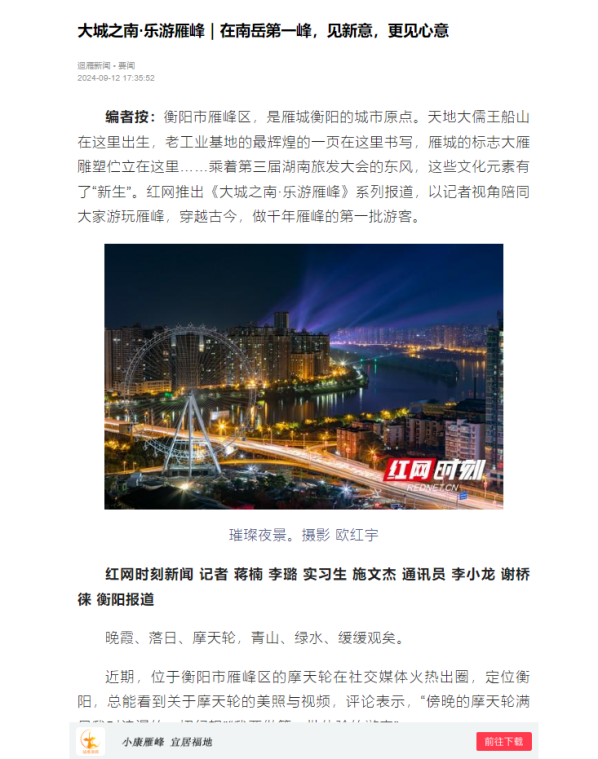 大城之南·乐游雁峰｜在南岳第一峰，见新意，更见心意
2024-09-12 17:35:52
编者按：衡阳市雁峰区，是雁城衡阳的城市原点。天地大儒王船山
在这里出生，老工业基地的最辉煌的一页在这里书写，雁城的标志大雁
雕塑伫立在这里……乘着第三届湖南旅发大会的东风，这些文化元素有
了“新生”。红网推出《大城之南·乐游雁峰》系列报道，以记者视角陪同
大家游玩雁峰，穿越古今，做千年雁峰的第一批游客。
红网时刻
REDNET.CN
璀璨夜景。摄影 欧红宇
红网时刻新闻 记者 蒋楠 李璐 实习生 施文杰 通讯员 李小龙 谢桥
徕 衡阳报道
晚霞、落日、摩天轮，青山、绿水、缓缓观矣。
近期，位于衡阳市雁峰区的摩天轮在社交媒体火热出圈，定位衡
阳，总能看到关于摩天轮的美照与视频，评论表示，“傍晚的摩天轮满
小康雁峰 宜居福地
前往下载